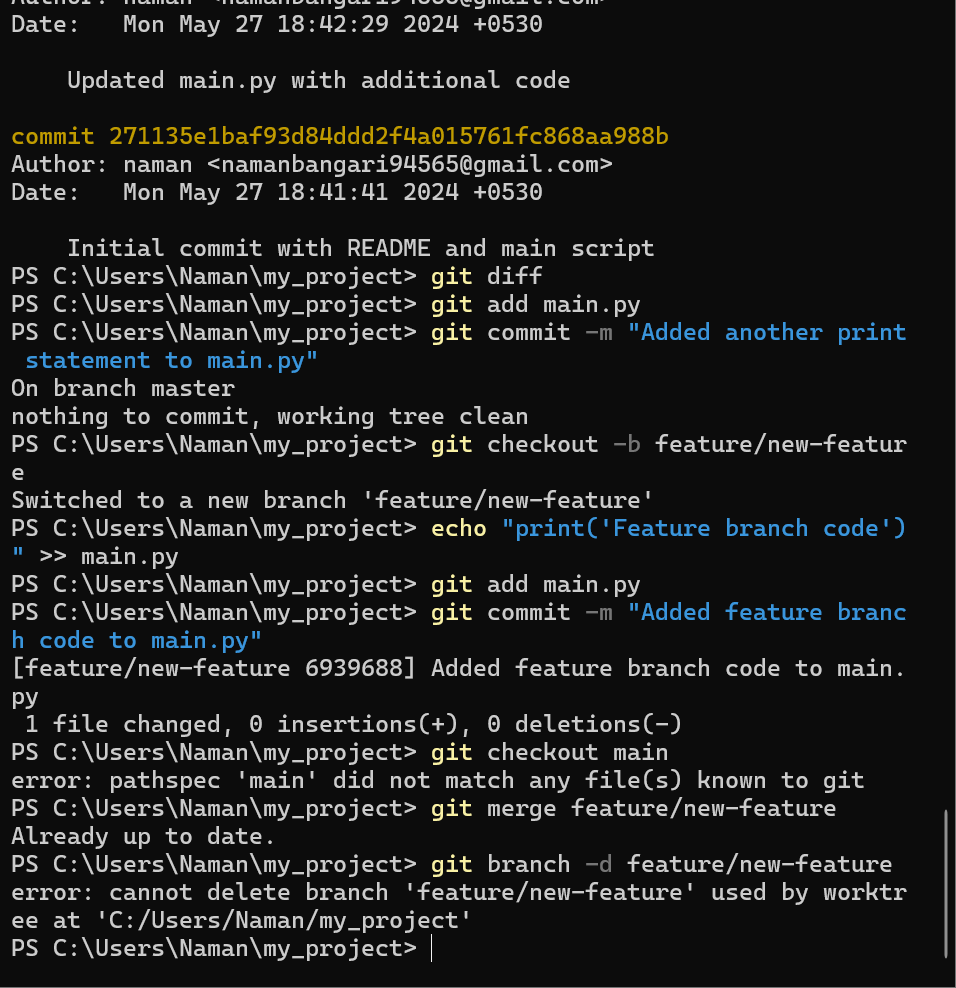 Author: naman <namanbangari94565@gmail.com>
Date:   Mon May 27 18:42:29 2024 +0530
    Updated main.py with additional code
commit 271135e1baf93d84ddd2f4a015761fc868aa988b
Author: naman <namanbangari94565@gmail.com>
Date:   Mon May 27 18:41:41 2024 +0530
    Initial commit with README and main script
PS C:\Users\Naman\my_project> git diff
PS C:\Users\Naman\my_project> git add main.py
PS C:\Users\Naman\my_project> git commit -m "Added another print
 statement to main.py"
On branch master
nothing to commit, working tree clean
PS C:\Users\Naman\my_project> git checkout -b feature/new-featur
e
Switched to a new branch 'feature/new-feature'
PS C:\Users\Naman\my_project> echo "print('Feature branch code')
" >> main.py
PS C:\Users\Naman\my_project> git add main.py
PS C:\Users\Naman\my_project> git commit -m "Added feature branc
h code to main.py"
[feature/new-feature 6939688] Added feature branch code to main.
py
 1 file changed, 0 insertions(+), 0 deletions(-)
PS C:\Users\Naman\my_project> git checkout main
error: pathspec 'main' did not match any file(s) known to git
PS C:\Users\Naman\my_project> git merge feature/new-feature
Already up to date.
PS C:\Users\Naman\my_project> git branch -d feature/new-feature
error: cannot delete branch 'feature/new-feature' used by worktr
ee at 'C:/Users/Naman/my_project'
PS C:\Users\Naman\my_project>